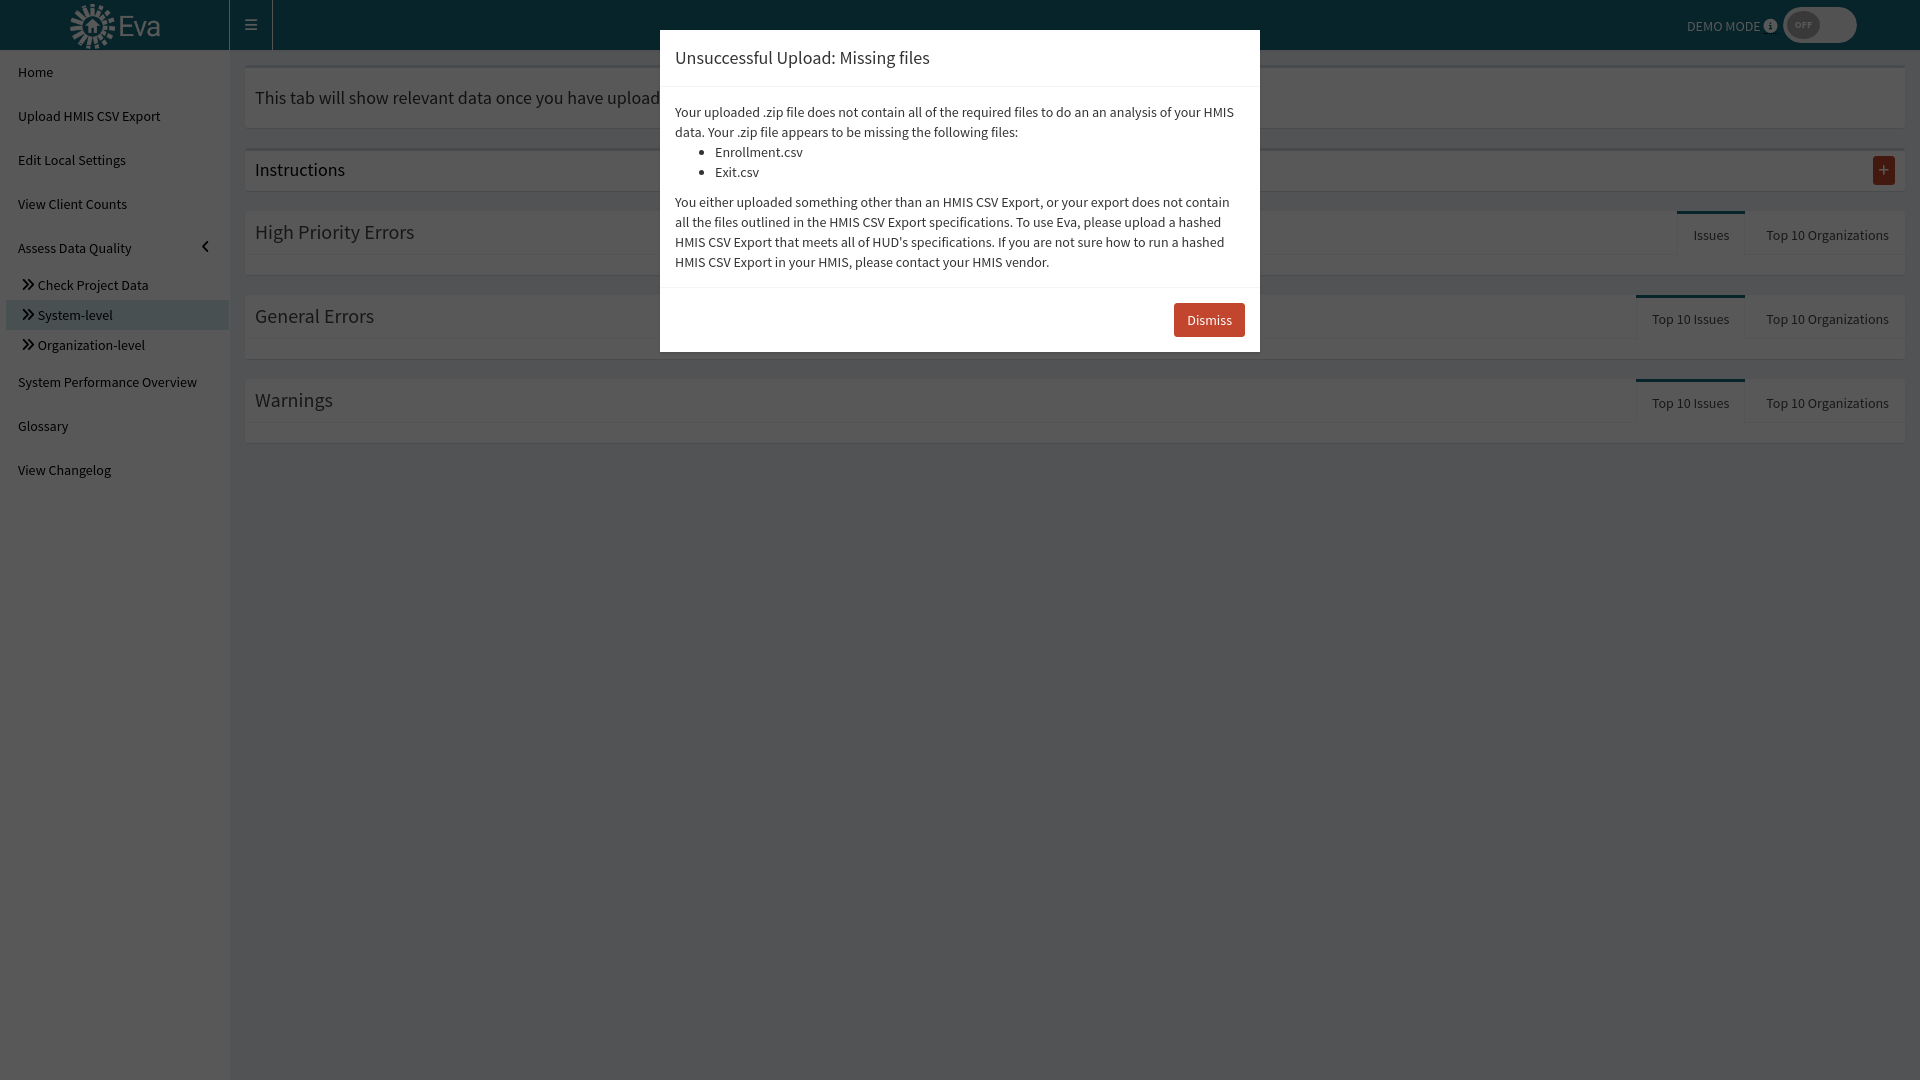 Eva
DEMO MODE
OFF
Home
Upload HMIS CSV Export
Edit Local Settings
View Client Counts
Assess Data Quality
Check Project Data
System-level
Organization-level
System Performance Overview
Glossary
View Changelog
This tab will show relevant data once you have upload
Instructions
+
High Priority Errors
Issues
Top 10 Organizations
General Errors
Top 10 Issues
Top 10 Organizations
Warnings
Top 10 Issues
Top 10 Organizations
Unsuccessful Upload: Missing files
Your uploaded .zip file does not contain all of the required files to do an an analysis of your HMIS
data. Your .zip file appears to be missing the following files:
• Enrollment.csv
• Exit.csv
You either uploaded something other than an HMIS CSV Export, or your export does not contain
all the files outlined in the HMIS CSV Export specifications. To use Eva, please upload a hashed
HMIS CSV Export that meets all of HUD's specifications. If you are not sure how to run a hashed
HMIS CSV Export in your HMIS, please contact your HMIS vendor.
Dismiss